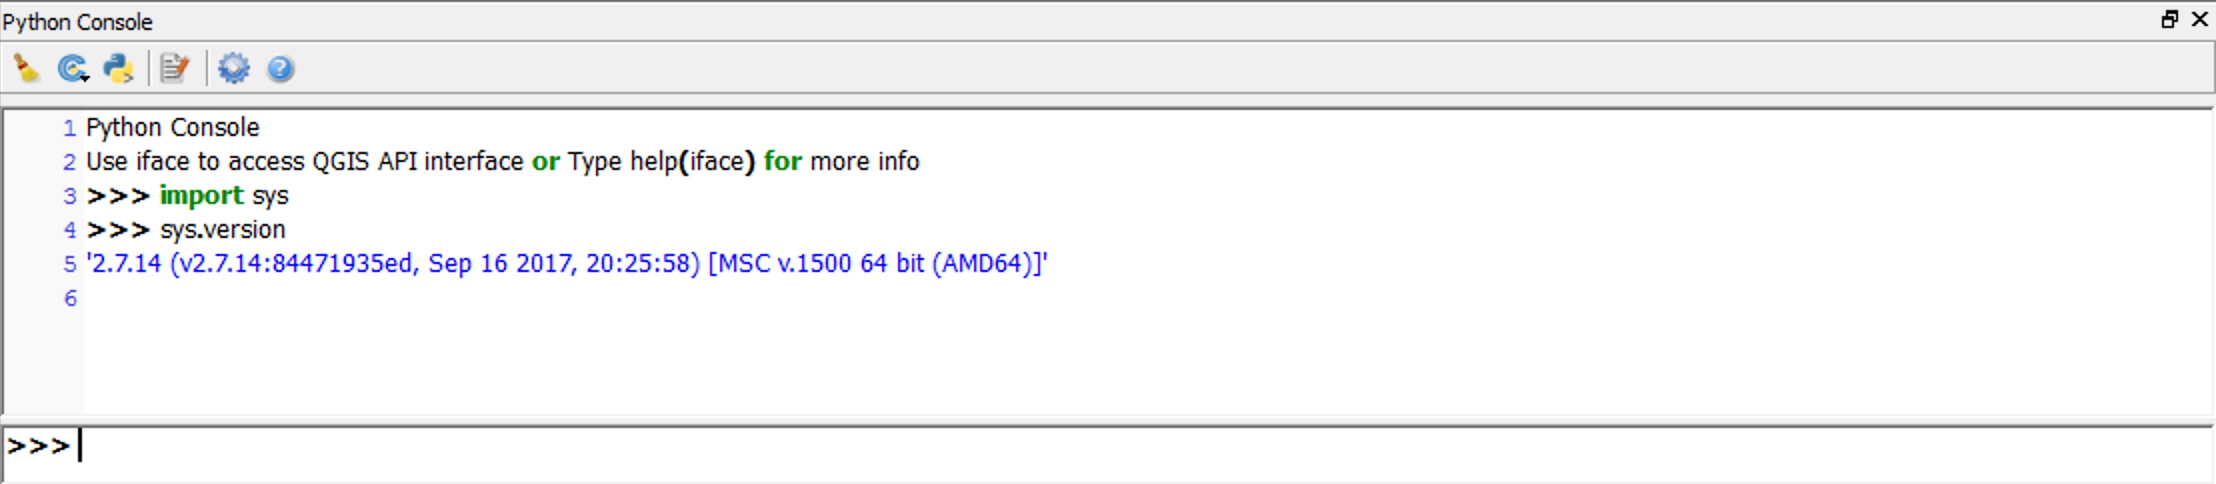 Python Console
1 Python Console
2 Use iface to access QGIS API interface or Type help(iface) for more info
3 >>> import sys
4 >>> sys.version
5 '2.7.14 (v2.7.14:84471935ed, Sep 16 2017, 20:25:58) [MSC v.1500 64 bit (AMD64)]'
6
>>>